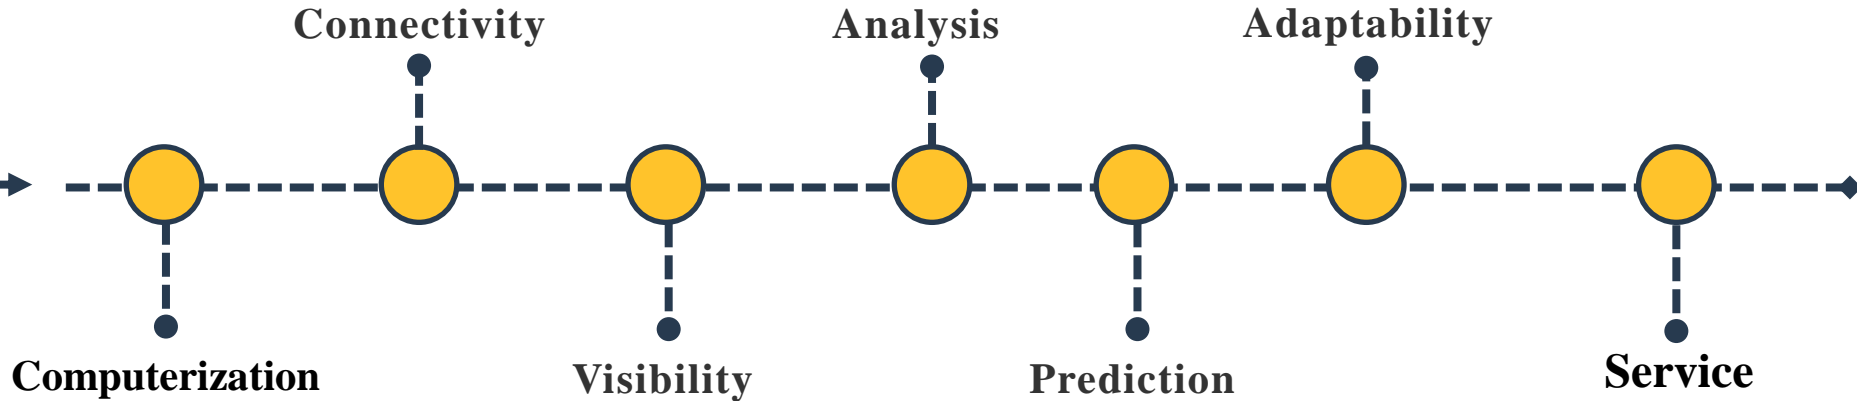 Connectivity
Analysis
Adaptability
Computerization
Visibility
Prediction
Service